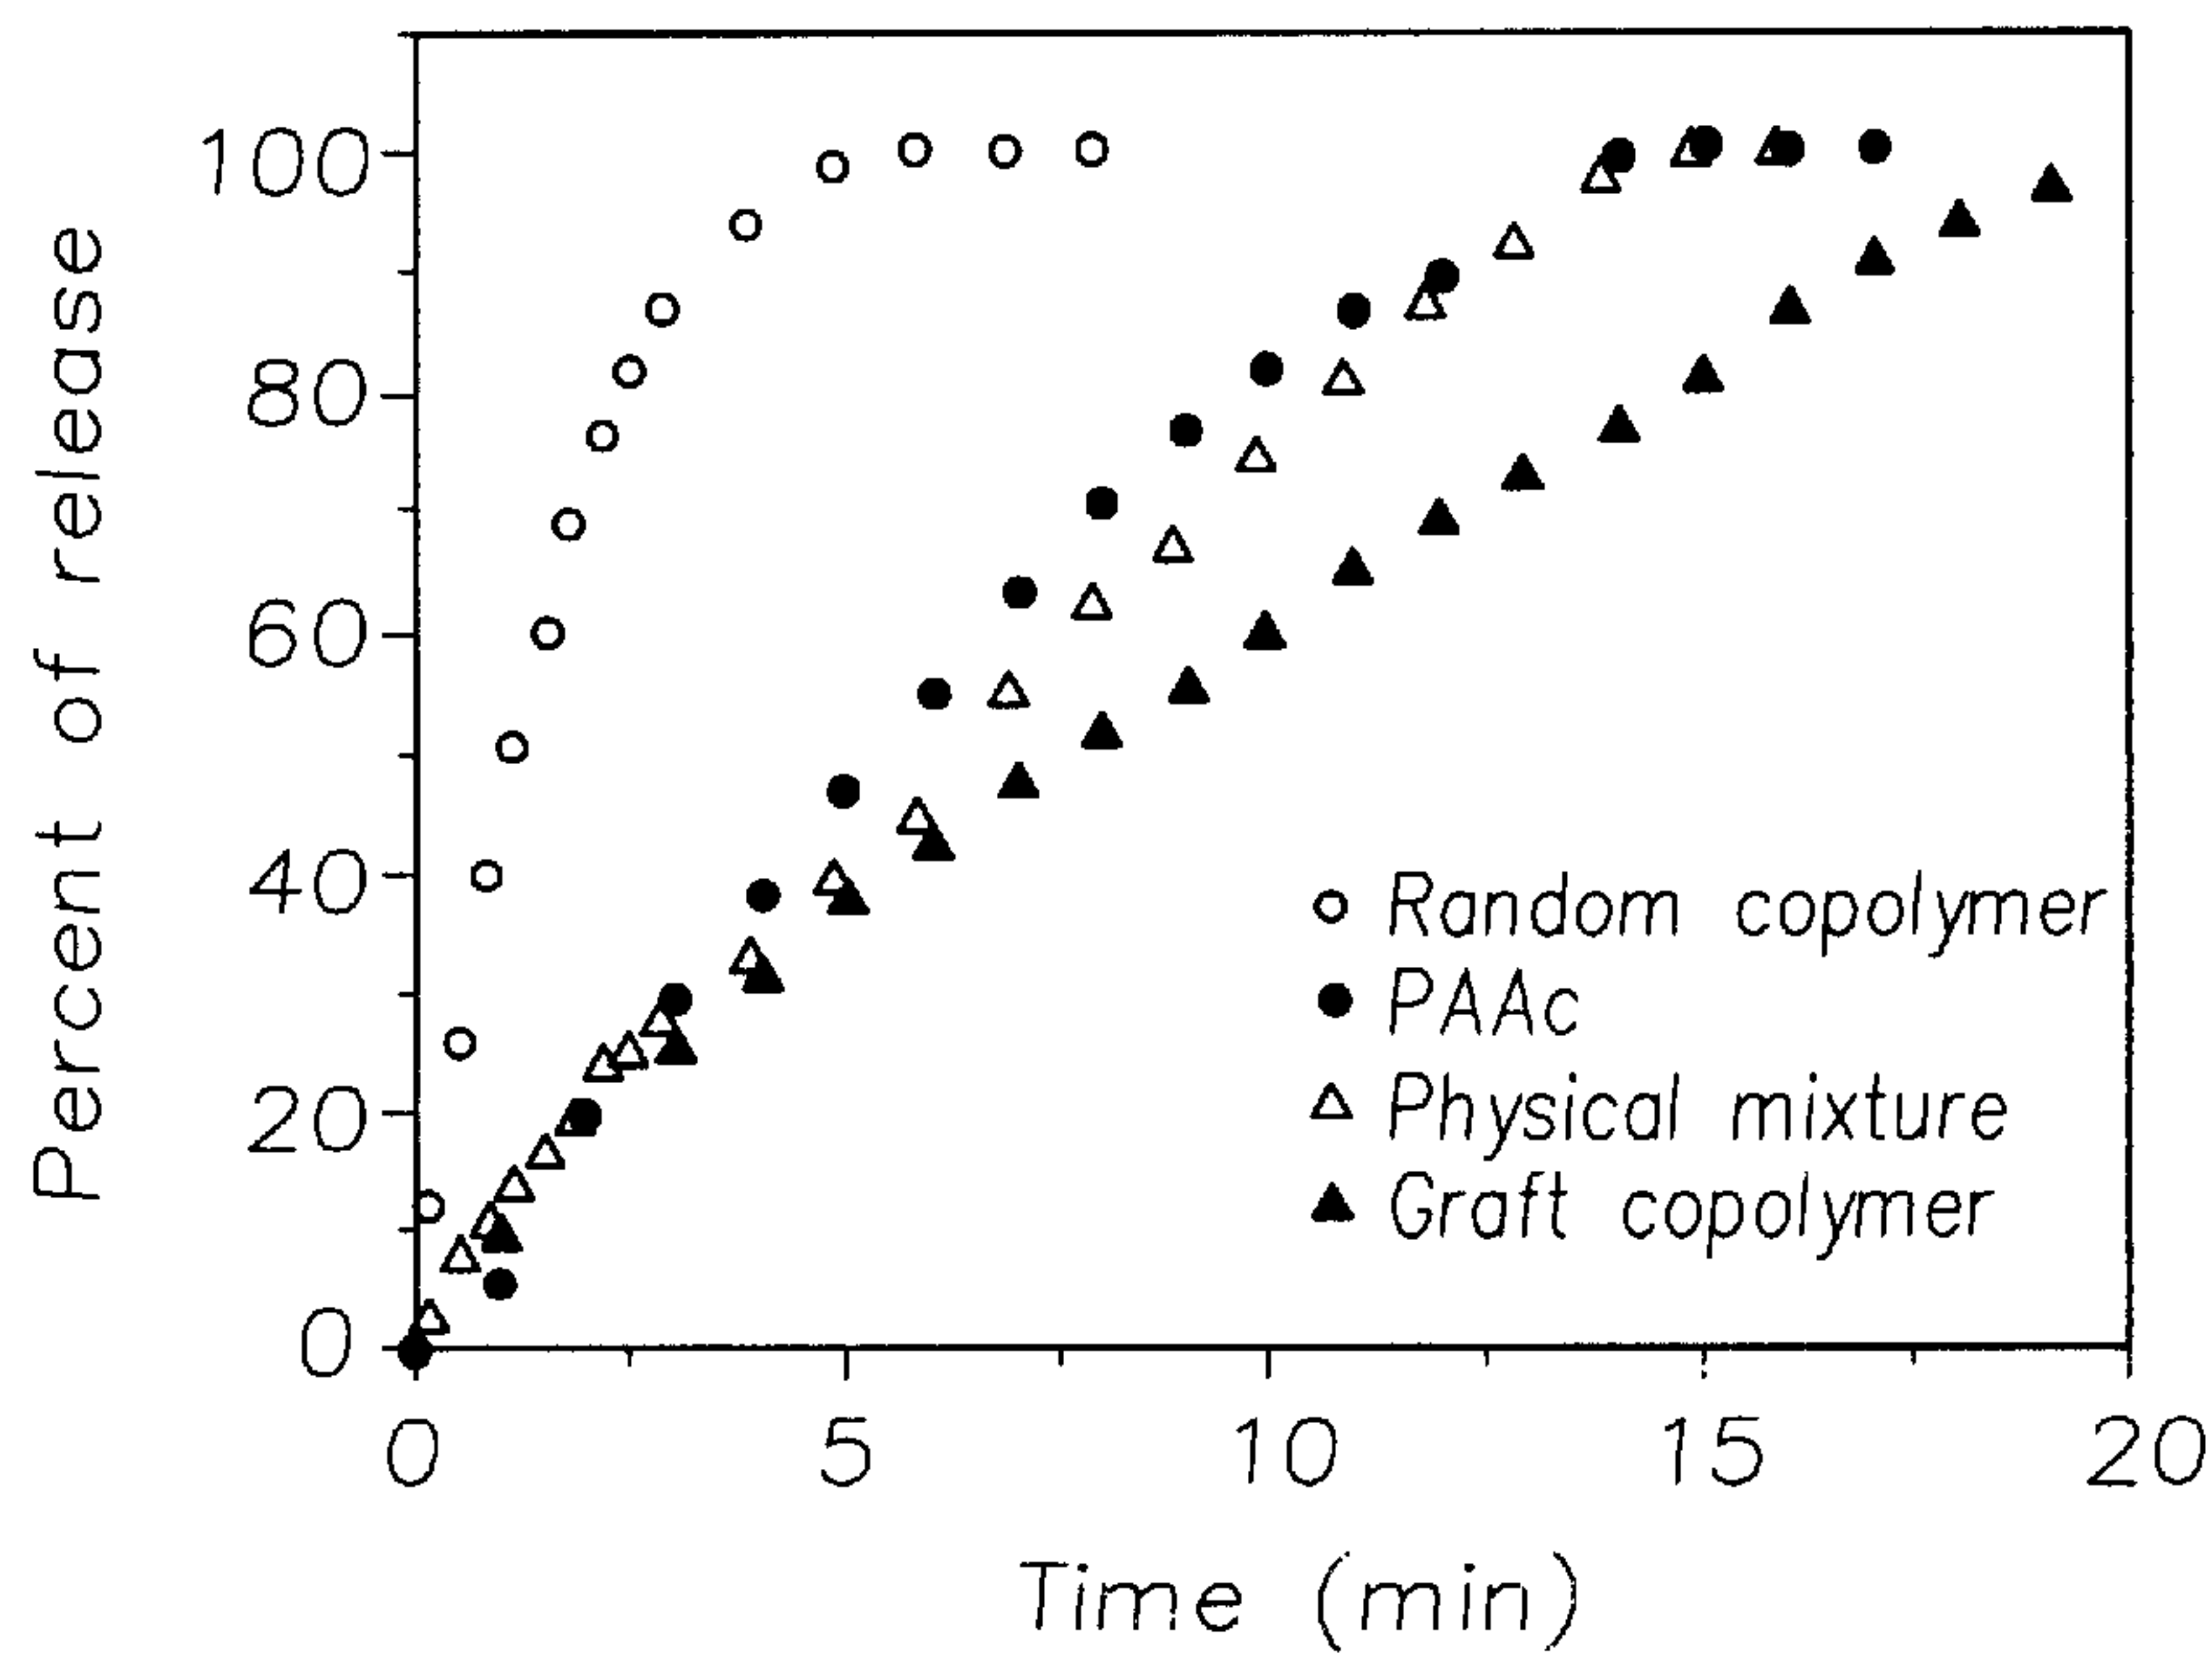 Percent of release
100
80
60
40
20
0
Random copolymer
PAAc
Physical mixture
Graft copolymer
0 5 10 15 20
Time (min)